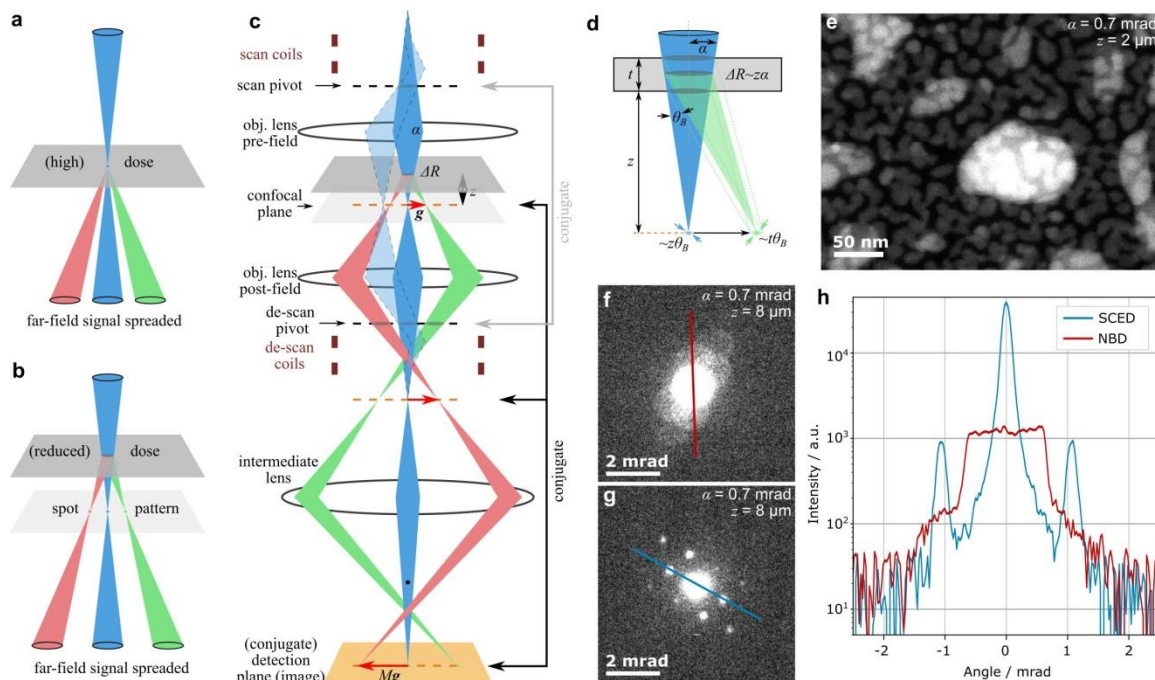 a
(high)
dose
far-field signal spreaded
b
(reduced)
dose
spot
pattern
far-field signal spreaded
c
scan coils
scan pivot
obj. lens
pre-field
α
ΔR
z
confocal
plane
g
conjugate
obj. lens
post-field
de-scan
pivot
de-scan
coils
intermediate
lens
conjugate
(conjugate)
detection
plane (image)
Mg
d
α
t
ΔR~zα
θB
z
~zθB
~tθB
e
α = 0.7 mrad
z = 2 μm
50 nm
f
α = 0.7 mrad
z = 8 μm
2 mrad
g
α = 0.7 mrad
z = 8 μm
2 mrad
h
SCED
NBD
Intensity / a.u.
10⁴
10³
10²
10¹
-2
-1
0
1
2
Angle / mrad